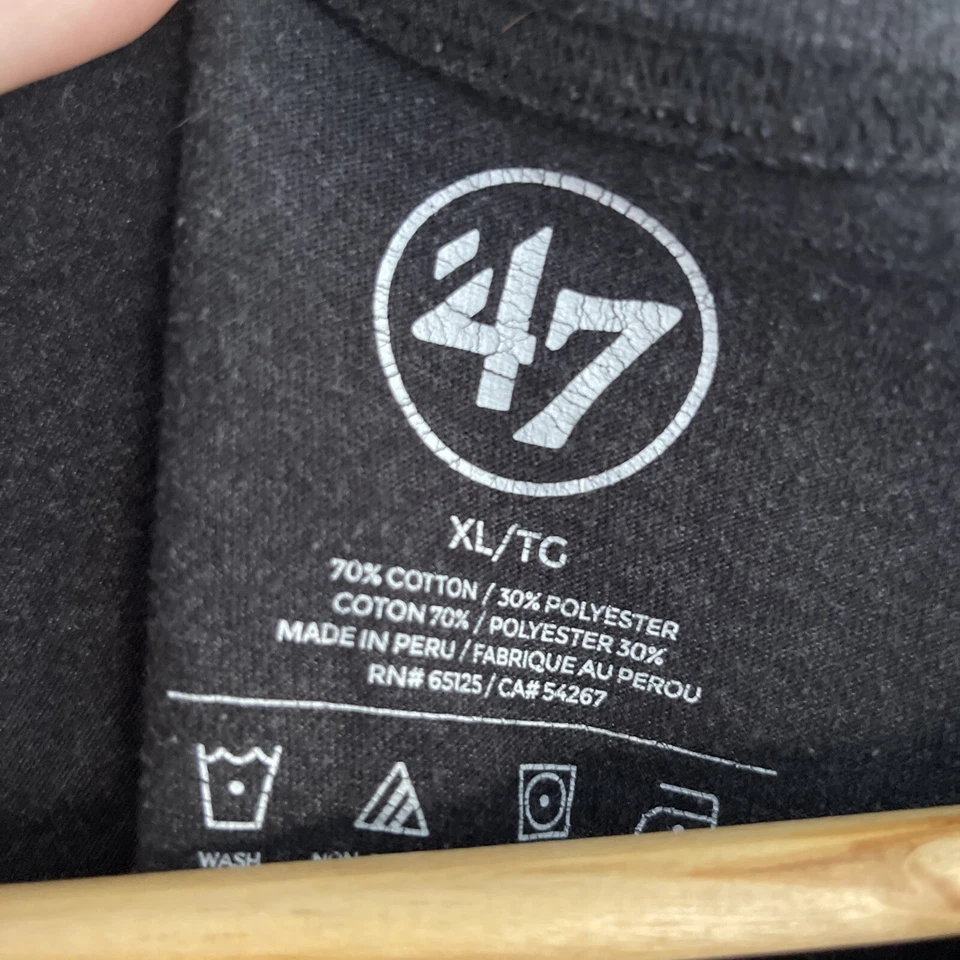 '47
XL/TG
70% COTTON / 30% POLYESTER
COTON 70% / POLYESTER 30%
MADE IN PERU / FABRIQUE AU PEROU
RN# 65125 / CA# 54267
WASH NON